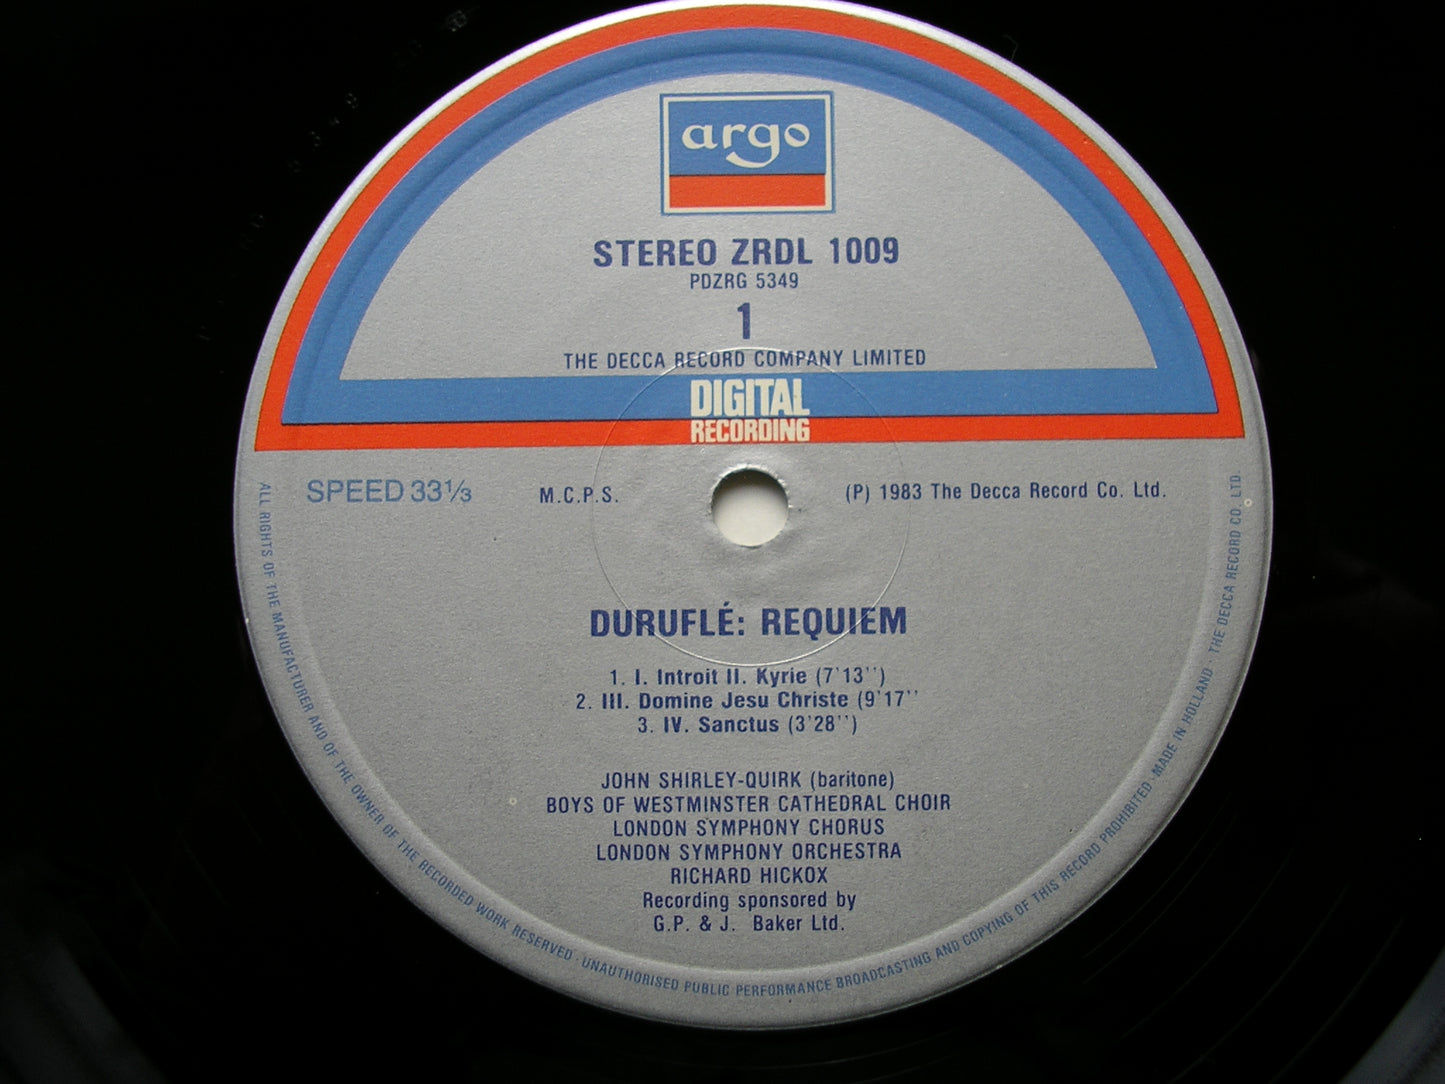 argo
STEREO ZRDL 1009
PDZRG 5349
1
THE DECCA RECORD COMPANY LIMITED
DIGITAL
RECORDING
SPEED 33⅓
M.C.P.S.
(P) 1983 The Decca Record Co. Ltd.
DURUFLÉ: REQUIEM
1. I. Introit II. Kyrie (7'13'')
2. III. Domine Jesu Christe (9'17''
3. IV. Sanctus (3'28'')
JOHN SHIRLEY-QUIRK (baritone)
BOYS OF WESTMINSTER CATHEDRAL CHOIR
LONDON SYMPHONY CHORUS
LONDON SYMPHONY ORCHESTRA
RICHARD HICKOX
Recording sponsored by
G.P. & J. Baker Ltd.
ALL RIGHTS OF THE MANUFACTURER AND OF THE OWNER OF THE RECORDED WORK RESERVED · UNAUTHORISED PUBLIC PERFORMANCE BROADCASTING AND COPYING OF THIS RECORD PROHIBITED · MADE IN HOLLAND · THE DECCA RECORD CO. LTD.